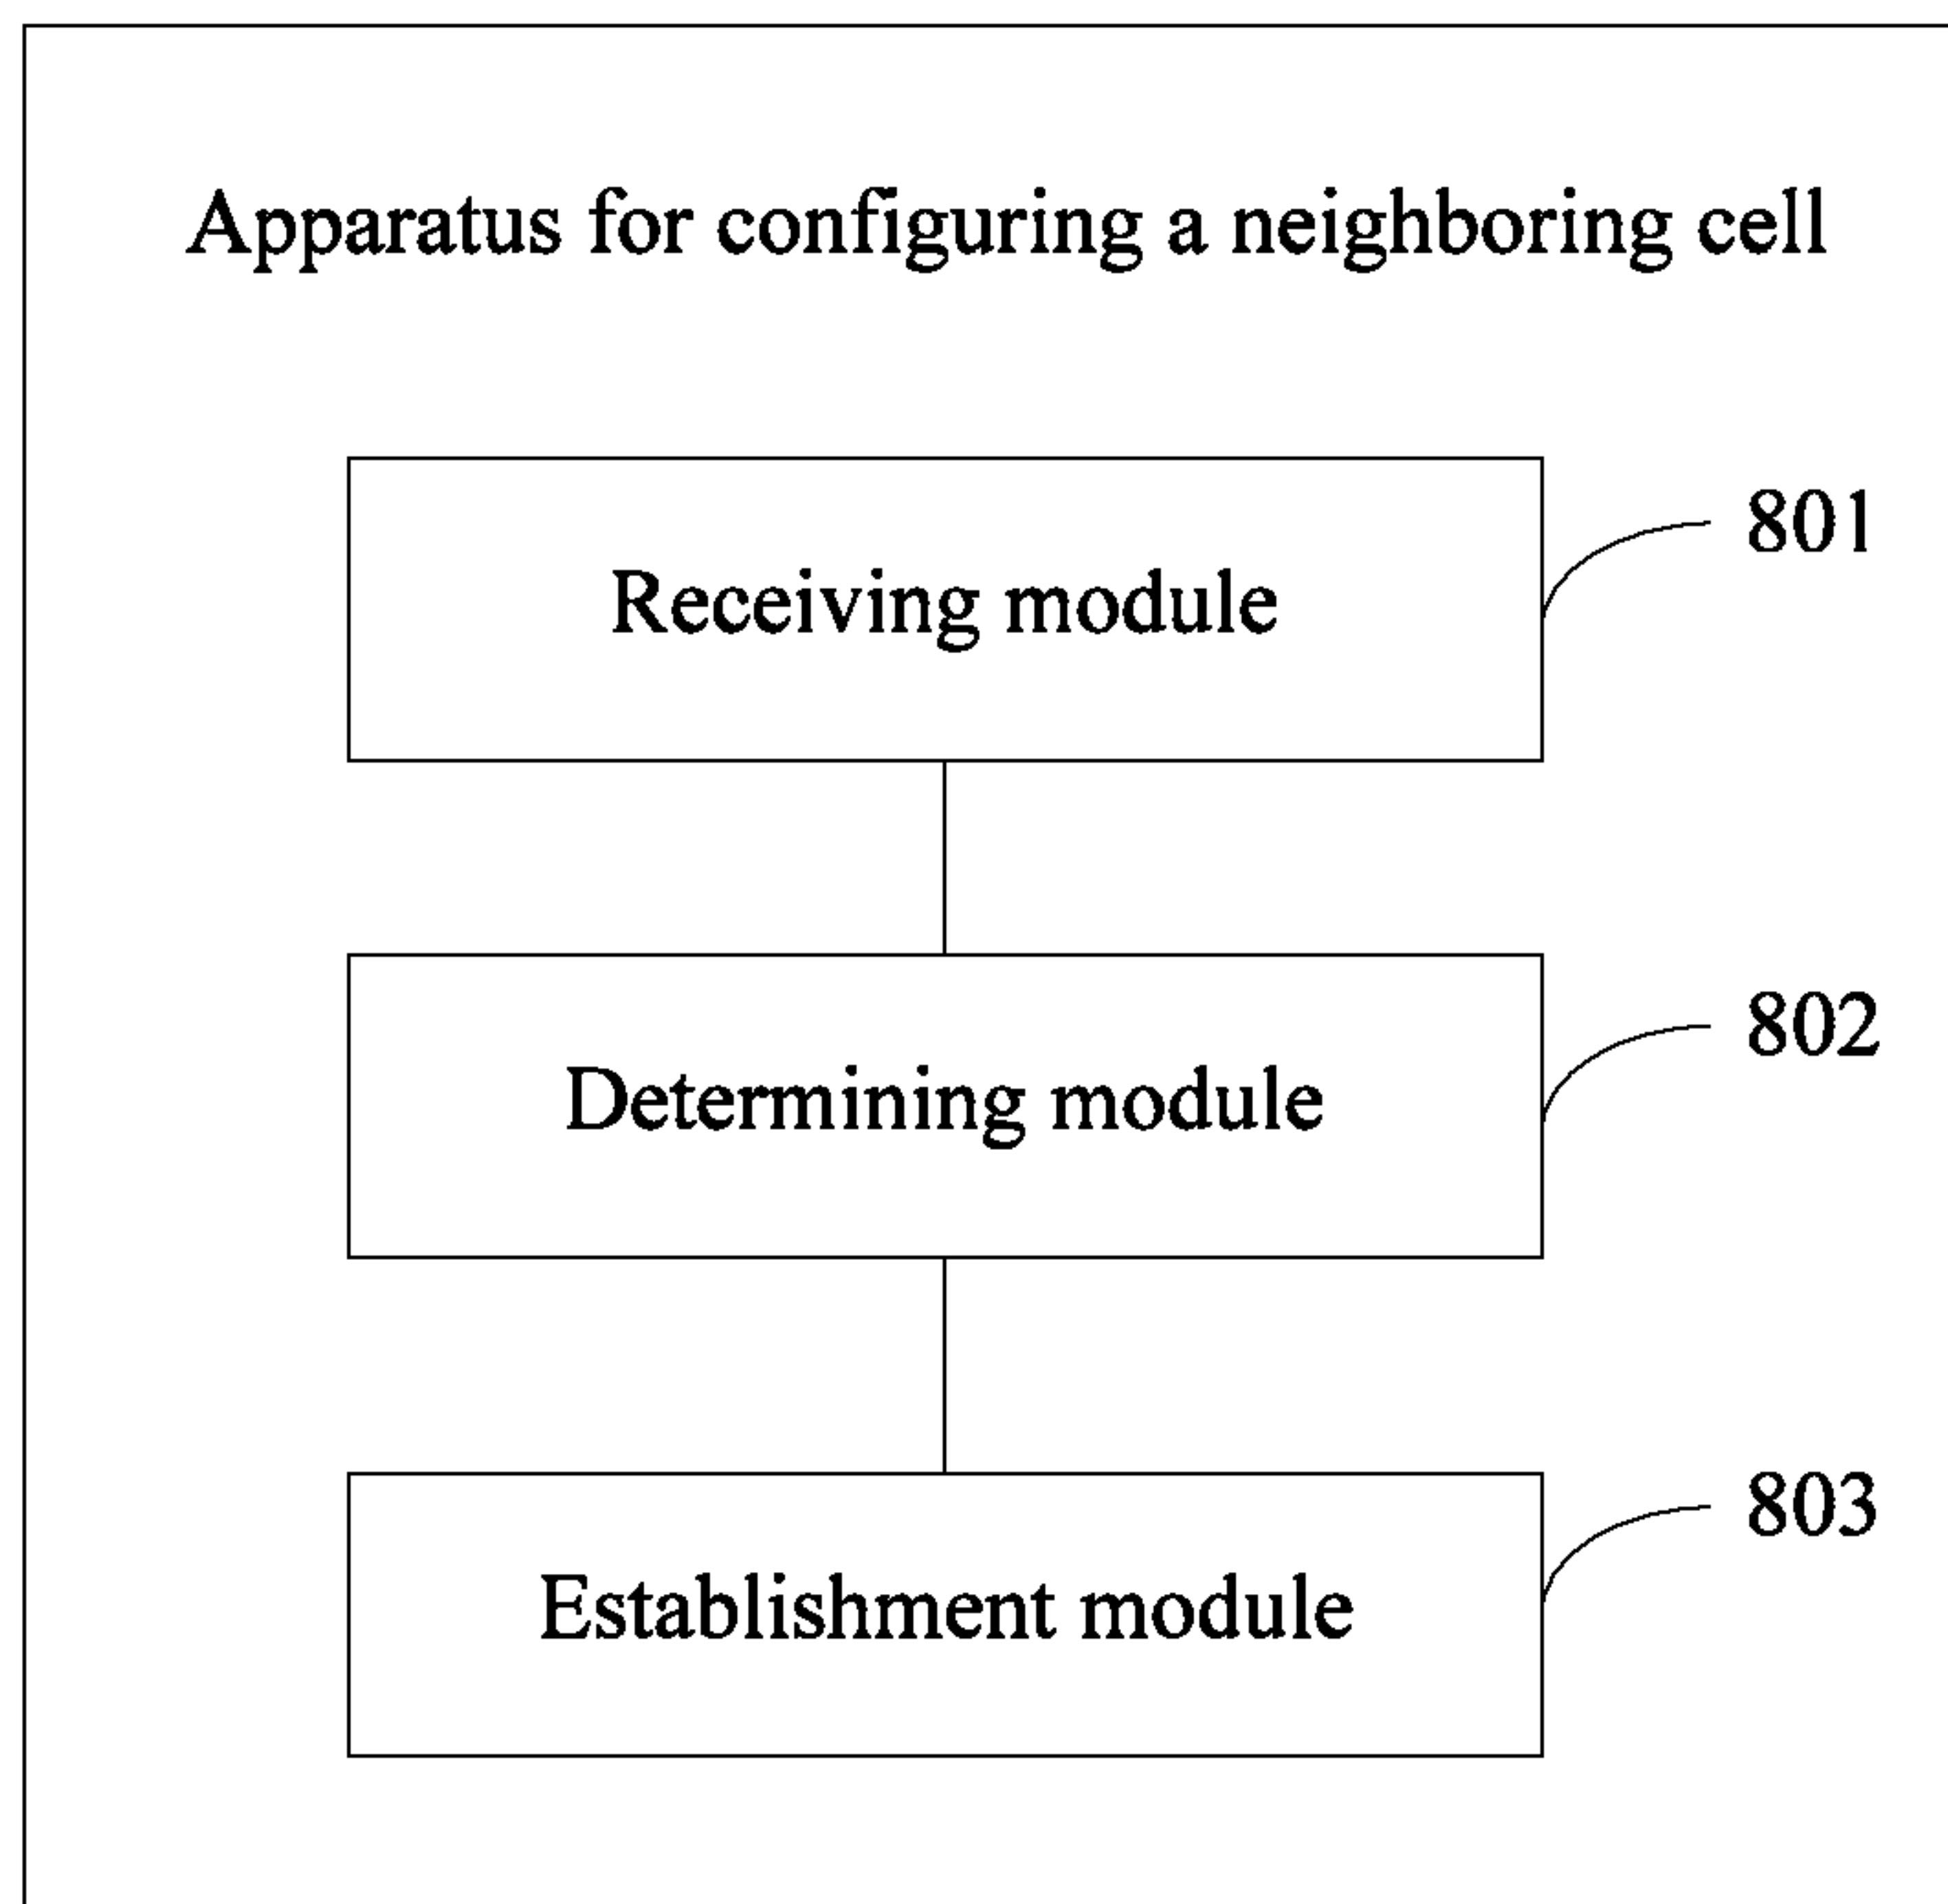 Apparatus for configuring a neighboring cell
801
Receiving module
802
Determining module
803
Establishment module